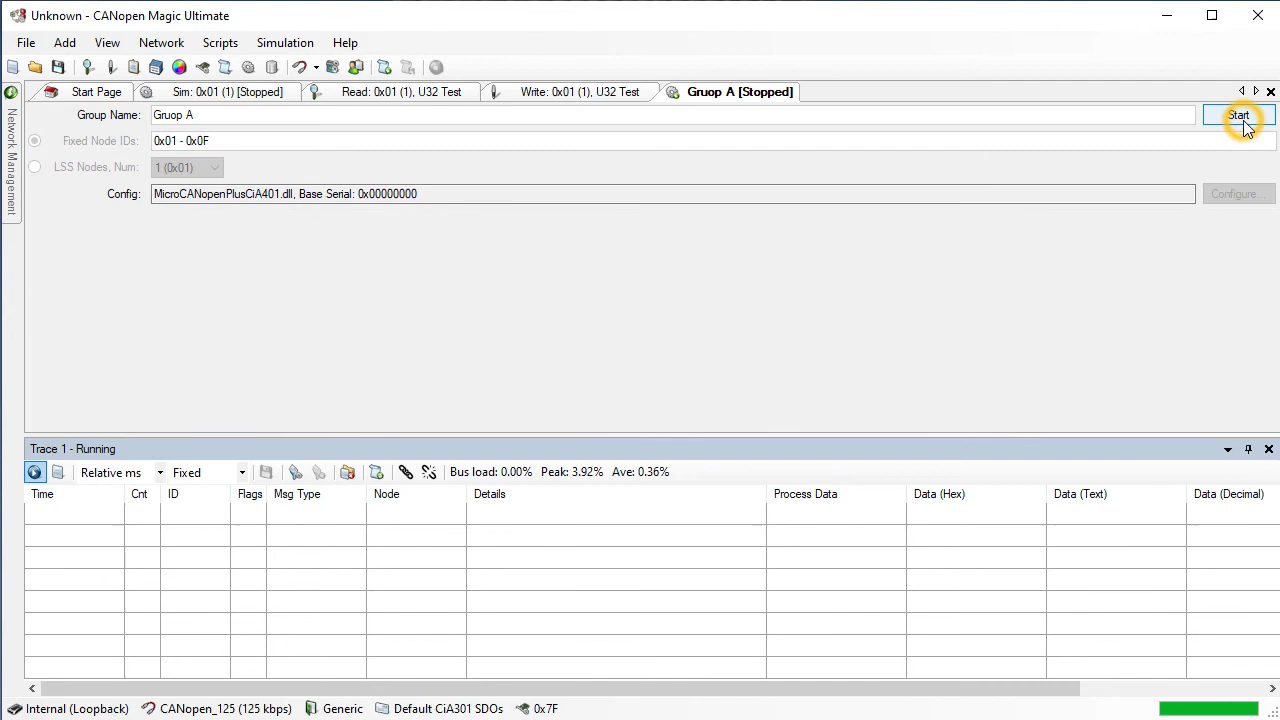 Unknown - CANopen Magic Ultimate
File Add View Network Scripts Simulation Help
Start Page Sim: 0x01 (1) [Stopped] Read: 0x01 (1), U32 Test Write: 0x01 (1), U32 Test Gruop A [Stopped]
Network Management
Group Name: Gruop A Start
Fixed Node IDs: 0x01 - 0x0F
LSS Nodes, Num: 1 (0x01)
Config: MicroCANopenPlusCiA401.dll, Base Serial: 0x00000000 Configure...
Trace 1 - Running
Relative ms Fixed Bus load: 0.00% Peak: 3.92% Ave: 0.36%
Time Cnt ID Flags Msg Type Node Details Process Data Data (Hex) Data (Text) Data (Decimal)
Internal (Loopback) CANopen_125 (125 kbps) Generic Default CiA301 SDOs 0x7F